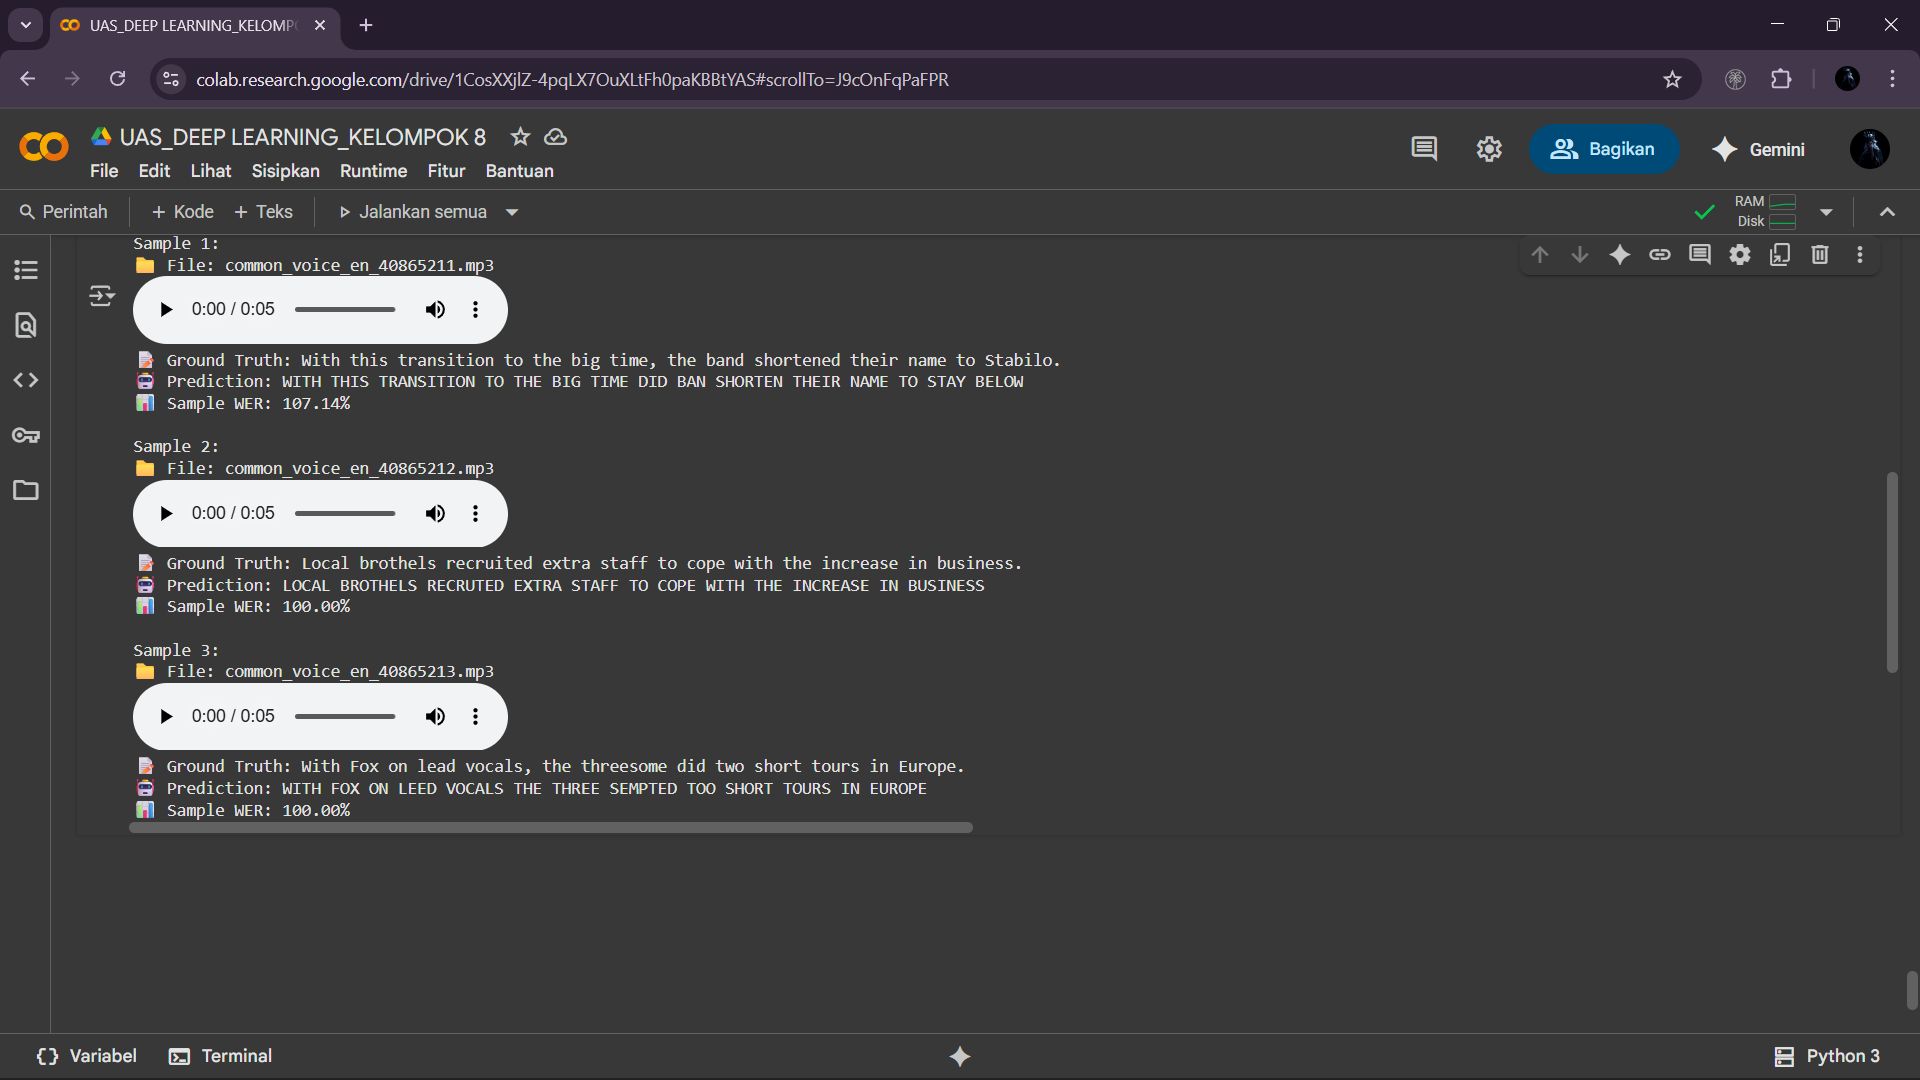 UAS_DEEP LEARNING_KELOMP
colab.research.google.com/drive/1CosXXjlZ-4pqLX7OuXLtFh0paKBBtYAS#scrollTo=J9cOnFqPaFPR
UAS_DEEP LEARNING_KELOMPOK 8
Bagikan
Gemini
File Edit Lihat Sisipkan Runtime Fitur Bantuan
Perintah + Kode + Teks Jalankan semua
RAM
Disk
Sample 1:
File: common_voice_en_40865211.mp3
0:00 / 0:05
Ground Truth: With this transition to the big time, the band shortened their name to Stabilo.
Prediction: WITH THIS TRANSITION TO THE BIG TIME DID BAN SHORTEN THEIR NAME TO STAY BELOW
Sample WER: 107.14%
Sample 2:
File: common_voice_en_40865212.mp3
0:00 / 0:05
Ground Truth: Local brothels recruited extra staff to cope with the increase in business.
Prediction: LOCAL BROTHELS RECRUTED EXTRA STAFF TO COPE WITH THE INCREASE IN BUSINESS
Sample WER: 100.00%
Sample 3:
File: common_voice_en_40865213.mp3
0:00 / 0:05
Ground Truth: With Fox on lead vocals, the threesome did two short tours in Europe.
Prediction: WITH FOX ON LEED VOCALS THE THREE SEMPTED TOO SHORT TOURS IN EUROPE
Sample WER: 100.00%
Variabel
Terminal
Python 3